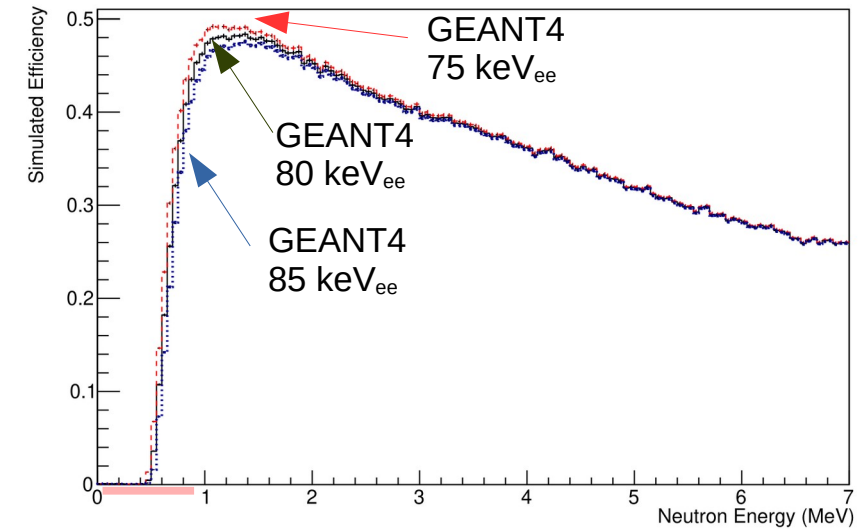 Simulated Efficiency
0.5
0.4
0.3
0.2
0.1
0
GEANT4
75 keVee
GEANT4
80 keVee
GEANT4
85 keVee
0 1 2 3 4 5 6 7
Neutron Energy (MeV)